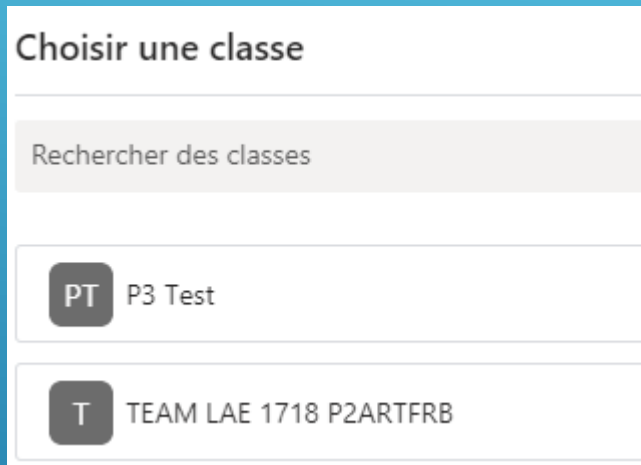 Choisir une classe
Rechercher des classes
PT P3 Test
T TEAM LAE 1718 P2ARTFRB